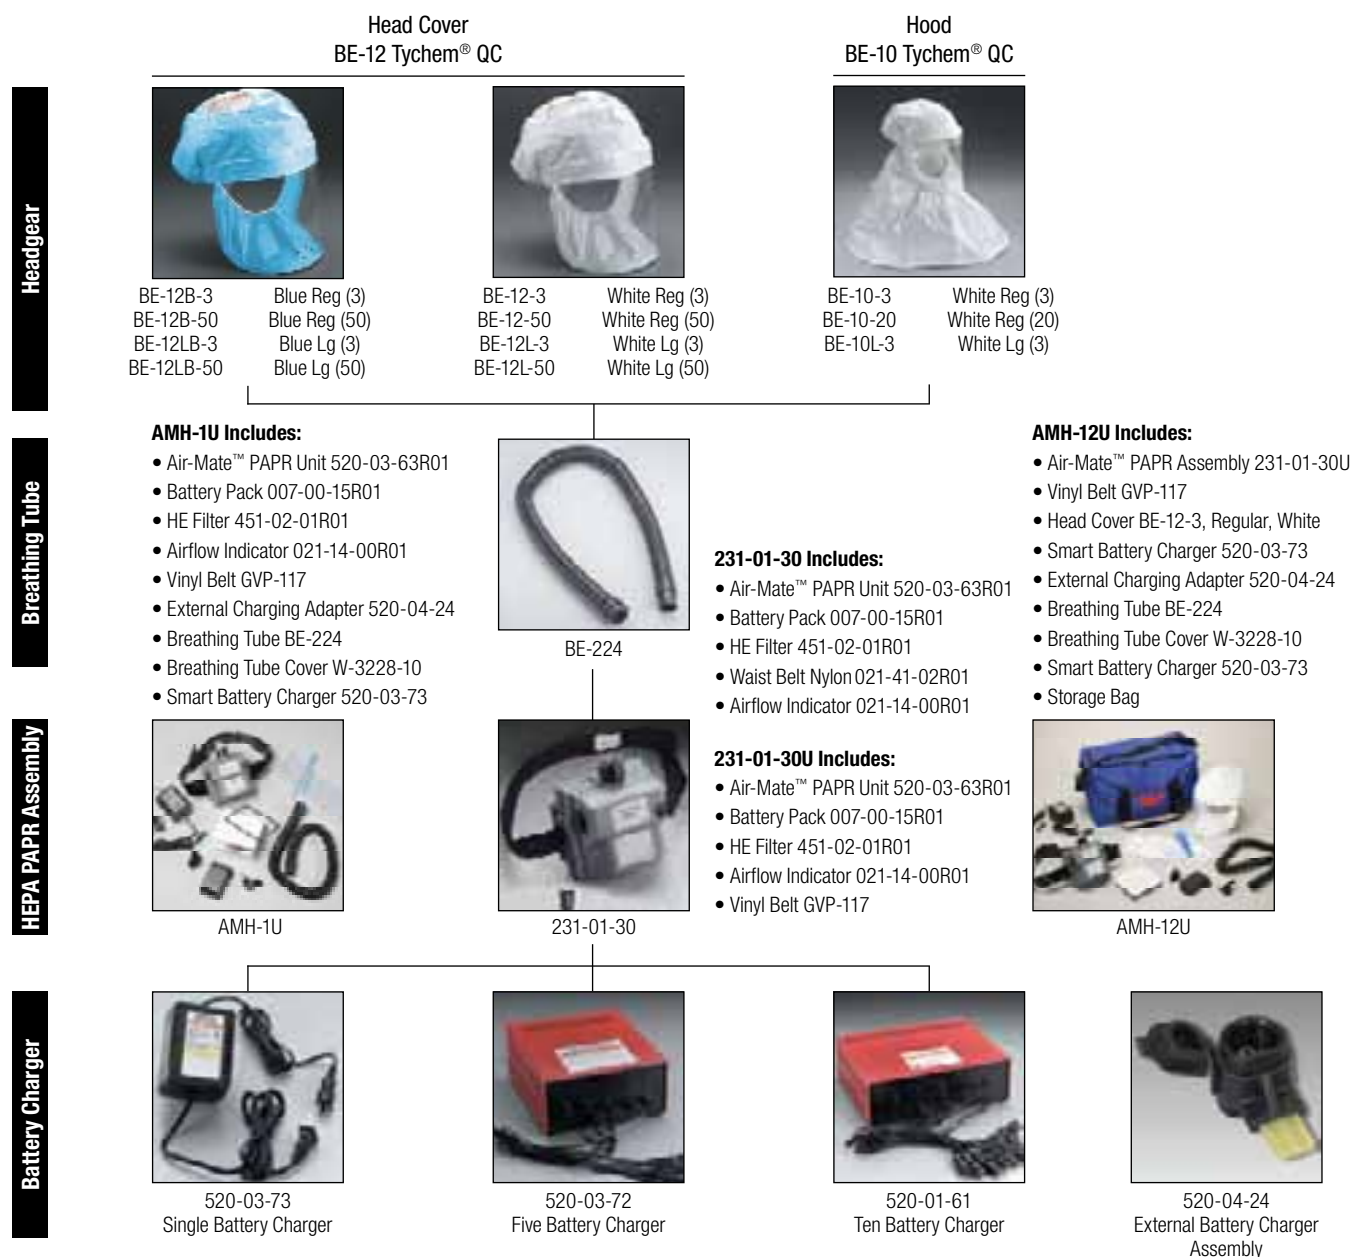 Head Cover
BE-12 Tychem® QC
Hood
BE-10 Tychem® QC
Headgear
BE-12B-3 Blue Reg (3)
BE-12B-50 Blue Reg (50)
BE-12LB-3 Blue Lg (3)
BE-12LB-50 Blue Lg (50)
BE-12-3 White Reg (3)
BE-12-50 White Reg (50)
BE-12L-3 White Lg (3)
BE-12L-50 White Lg (50)
BE-10-3 White Reg (3)
BE-10-20 White Reg (20)
BE-10L-3 White Lg (3)
Breathing Tube
AMH-1U Includes:
• Air-Mate™ PAPR Unit 520-03-63R01
• Battery Pack 007-00-15R01
• HE Filter 451-02-01R01
• Airflow Indicator 021-14-00R01
• Vinyl Belt GVP-117
• External Charging Adapter 520-04-24
• Breathing Tube BE-224
• Breathing Tube Cover W-3228-10
• Smart Battery Charger 520-03-73
BE-224
231-01-30 Includes:
• Air-Mate™ PAPR Unit 520-03-63R01
• Battery Pack 007-00-15R01
• HE Filter 451-02-01R01
• Waist Belt Nylon 021-41-02R01
• Airflow Indicator 021-14-00R01
231-01-30U Includes:
• Air-Mate™ PAPR Unit 520-03-63R01
• Battery Pack 007-00-15R01
• HE Filter 451-02-01R01
• Airflow Indicator 021-14-00R01
• Vinyl Belt GVP-117
AMH-12U Includes:
• Air-Mate™ PAPR Assembly 231-01-30U
• Vinyl Belt GVP-117
• Head Cover BE-12-3, Regular, White
• Smart Battery Charger 520-03-73
• External Charging Adapter 520-04-24
• Breathing Tube BE-224
• Breathing Tube Cover W-3228-10
• Smart Battery Charger 520-03-73
• Storage Bag
HEPA PAPR Assembly
AMH-1U
231-01-30
AMH-12U
Battery Charger
520-03-73
Single Battery Charger
520-03-72
Five Battery Charger
520-01-61
Ten Battery Charger
520-04-24
External Battery Charger
Assembly